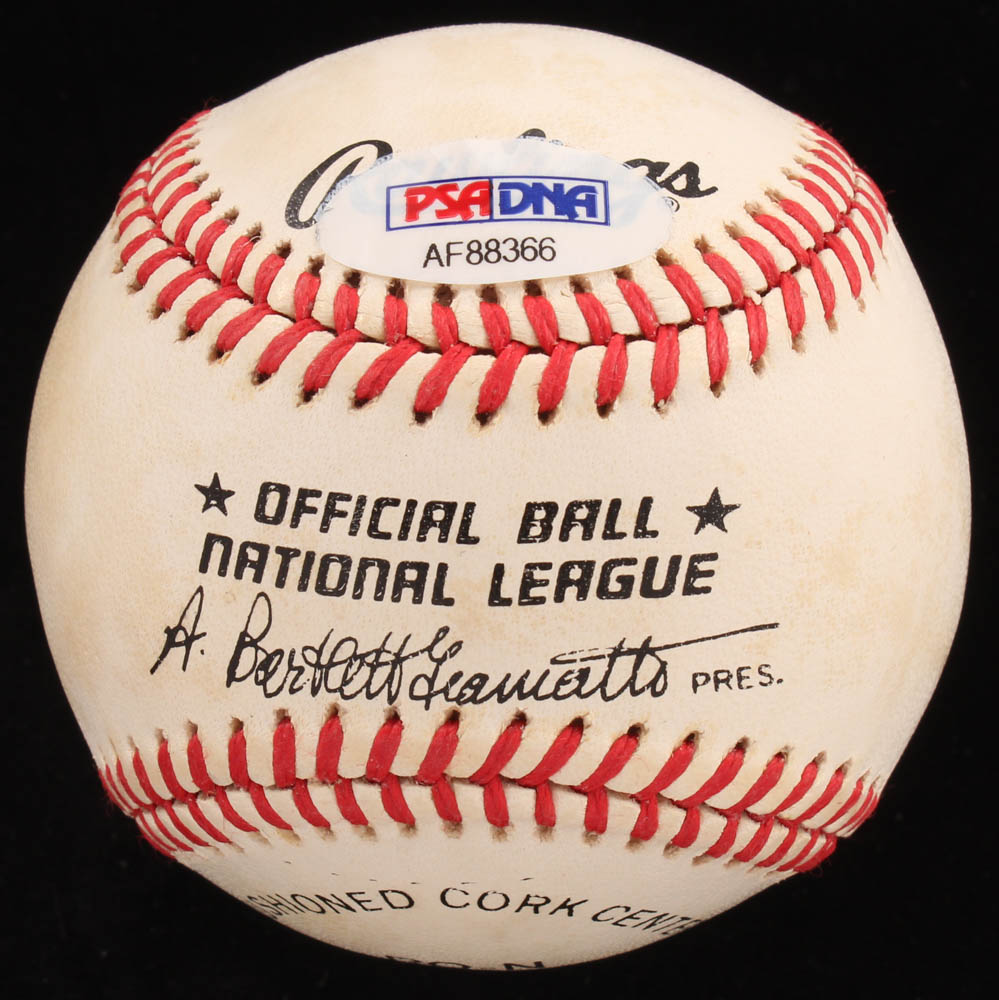 PSA DNA
AF88366
★ OFFICIAL BALL ★
NATIONAL LEAGUE
A. Bartlett Giamatti PRES.
CORK